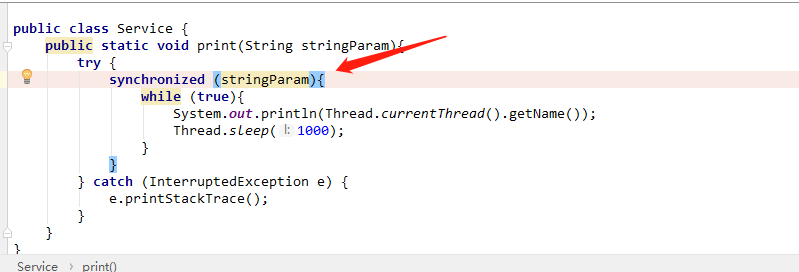 public class Service {
public static void print(String stringParam){
try {
synchronized (stringParam){
while (true){
System.out.println(Thread.currentThread().getName());
Thread.sleep( l: 1000);
}
}
} catch (InterruptedException e) {
e.printStackTrace();
}
}
}
Service › print()